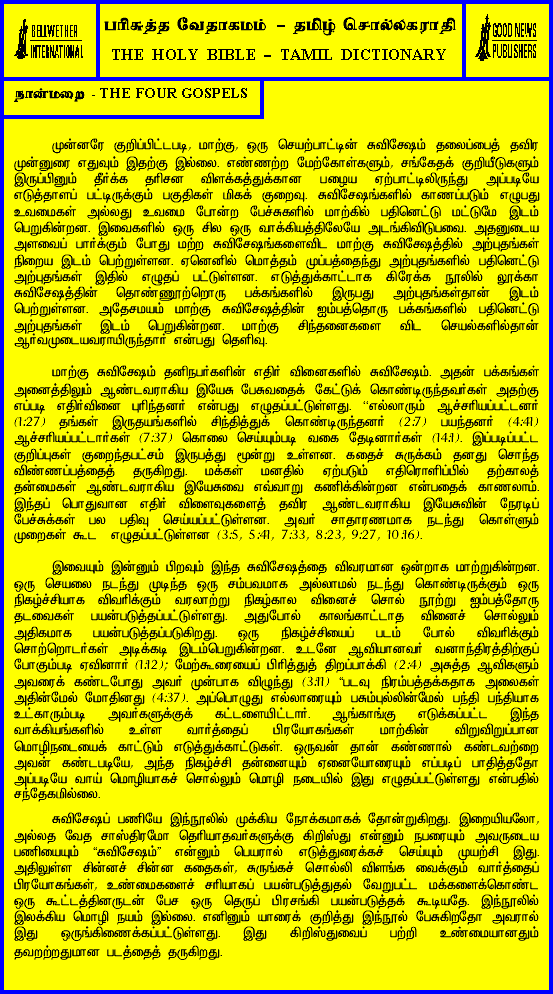 BELLWETHER
INTERNATIONAL
பரிசுத்த வேதாகமம் – தமிழ் சொல்லகராதி
THE HOLY BIBLE – TAMIL DICTIONARY
GOOD NEWS
PUBLISHERS
நான்மறை - THE FOUR GOSPELS
முன்னரே குறிப்பிட்டபடி, மாற்கு, ஒரு செயற்பாட்டின் சுவிசேஷம் தலைப்பைத் தவிர
முன்னுரை எதுவும் இதற்கு இல்லை. எண்ணற்ற மேற்கோள்களும், சங்கேதக் குறியீடுகளும்
இருப்பினும் தீர்க்க தரிசன விளக்கத்துக்கான பழைய ஏற்பாட்டிலிருந்து அப்படியே
எடுத்தாளப் பட்டிருக்கும் பகுதிகள் மிகக் குறைவு. சுவிசேஷங்களில் காணப்படும் எழுபது
உவமைகள் அல்லது உவமை போன்ற பேச்சுகளில் மாற்கில் பதினெட்டு மட்டுமே இடம்
பெறுகின்றன. இவைகளில் ஒரு சில ஒரு வாக்கியத்திலேயே அடங்கிவிடுபவை. அதனுடைய
அளவைப் பார்க்கும் போது மற்ற சுவிசேஷங்களைவிட மாற்கு சுவிசேஷத்தில் அற்புதங்கள்
நிறைய இடம் பெற்றுள்ளன. ஏனெனில் மொத்தம் முப்பத்தைந்து அற்புதங்களில் பதினெட்டு
அற்புதங்கள் இதில் எழுதப் பட்டுள்ளன. எடுத்துக்காட்டாக கிரேக்க நூலில் லூக்கா
சுவிசேஷத்தின் தொண்ணூற்றொரு பக்கங்களில் இருபது அற்புதங்கள்தான் இடம்
பெற்றுள்ளன. அதேசமயம் மாற்கு சுவிசேஷத்தின் ஐம்பத்தொரு பக்கங்களில் பதினெட்டு
அற்புதங்கள் இடம் பெறுகின்றன. மாற்கு சிந்தனைகளை விட செயல்களில்தான்
ஆர்வமுடையவராயிருந்தார் என்பது தெளிவு.
மாற்கு சுவிசேஷம் தனிநபர்களின் எதிர் வினைகளில் சுவிசேஷம். அதன் பக்கங்கள்
அனைத்திலும் ஆண்டவராகிய இயேசு பேசுவதைக் கேட்டுக் கொண்டிருந்தவர்கள் அதற்கு
எப்படி எதிர்வினை புரிந்தனர் என்பது எழுதப்பட்டுள்ளது. “எல்லாரும் ஆச்சரியப்பட்டனர்
(1:27) தங்கள் இருதயங்களில் சிந்தித்துக் கொண்டிருந்தனர் (2:7) பயந்தனர் (4:41)
ஆச்சரியப்பட்டார்கள் (7:37) கொலை செய்யும்படி வகை தேடினார்கள் (14:1). இப்படிப்பட்ட
குறிப்புகள் குறைந்தபட்சம் இருபத்து மூன்று உள்ளன. கதைச் சுருக்கம் தனது சொந்த
விண்ணப்பத்தைத் தருகிறது. மக்கள் மனதில் ஏற்படும் எதிரொளிப்பில் தற்காலத்
தன்மைகள் ஆண்டவராகிய இயேசுவை எவ்வாறு கணிக்கின்றன என்பதைக் காணலாம்.
இந்தப் பொதுவான எதிர் விளைவுகளைத் தவிர ஆண்டவராகிய இயேசுவின் நேரடிப்
பேச்சுக்கள் பல பதிவு செய்யப்பட்டுள்ளன. அவர் சாதாரணமாக நடந்து கொள்ளும்
முறைகள் கூட எழுதப்பட்டுள்ளன (3:5, 5:41, 7:33, 8:23, 9:27, 10:16).
இவையும் இன்னும் பிறவும் இந்த சுவிசேஷத்தை விவரமான ஒன்றாக மாற்றுகின்றன.
ஒரு செயலை நடந்து முடிந்த ஒரு சம்பவமாக அல்லாமல் நடந்து கொண்டிருக்கும் ஒரு
நிகழ்ச்சியாக விவரிக்கும் வரலாற்று நிகழ்கால வினைச் சொல் நூற்று ஐம்பத்தோரு
தடவைகள் பயன்படுத்தப்பட்டுள்ளது. அதுபோல் காலங்காட்டாத வினைச் சொல்லும்
அதிகமாக பயன்படுத்தப்படுகிறது. ஒரு நிகழ்ச்சியைப் படம் போல் விவரிக்கும்
சொற்றொடர்கள் அடிக்கடி இடம்பெறுகின்றன. உடனே ஆவியானவர் வனாந்திரத்திற்குப்
போகும்படி ஏவினார் (1:12); மேற்கூரையைப் பிரித்துத் திறப்பாக்கி (2:4) அசுத்த ஆவிகளும்
அவரைக் கண்டபோது அவர் முன்பாக விழுந்து (3:11) “படவு நிரம்பத்தக்கதாக அலைகள்
அதின்மேல் மோதினது (4:37). அப்பொழுது எல்லாரையும் பசும்புல்லின்மேல் பந்தி பந்தியாக
உட்காரும்படி அவர்களுக்குக் கட்டளையிட்டார். ஆங்காங்கு எடுக்கப்பட்ட இந்த
வாக்கியங்களில் உள்ள வார்த்தைப் பிரயோகங்கள் மாற்கின் விறுவிறுப்பான
மொழிநடையைக் காட்டும் எடுத்துக்காட்டுகள். ஒருவன் தான் கண்ணால் கண்டவற்றை
அவன் கண்டபடியே, அந்த நிகழ்ச்சி தன்னையும் ஏனையோரையும் எப்படிப் பாதித்ததோ
அப்படியே வாய் மொழியாகச் சொல்லும் மொழி நடையில் இது எழுதப்பட்டுள்ளது என்பதில்
சந்தேகமில்லை.
சுவிசேஷப் பணியே இந்நூலில் முக்கிய நோக்கமாகத் தோன்றுகிறது. இறையியலோ,
அல்லத வேத சாஸ்திரமோ தெரியாதவர்களுக்கு கிறிஸ்து என்னும் நபரையும் அவருடைய
பணியையும் “சுவிசேஷம்” என்னும் பெயரால் எடுத்துரைக்கச் செய்யும் முயற்சி இது.
அதிலுள்ள சின்னச் சின்ன கதைகள், சுருங்கச் சொல்லி விளங்க வைக்கும் வார்த்தைப்
பிரயோகங்கள், உண்மைகளைச் சரியாகப் பயன்படுத்துதல் வேறுபட்ட மக்களைக்கொண்ட
ஒரு கூட்டத்தினருடன் பேச ஒரு தெருப் பிரசங்கி பயன்படுத்தக் கூடியதே. இந்நூலில்
இலக்கிய மொழி நயம் இல்லை. எனினும் யாரைக் குறித்து இந்நூல் பேசுகிறதோ அவரால்
இது ஒருங்கிணைக்கப்பட்டுள்ளது. இது கிறிஸ்துவைப் பற்றி உண்மையானதும்
தவறற்றதுமான படத்தைத் தருகிறது.